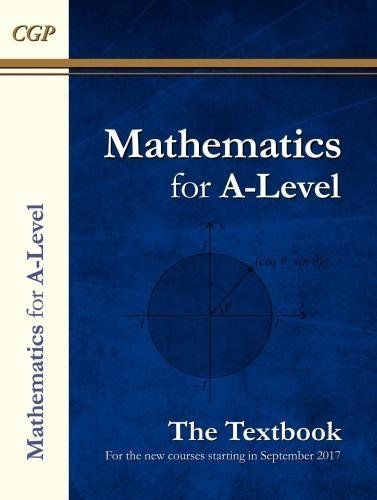 CGP
Mathematics for A-Level
Mathematics
for A-Level
y
1
(cos θ, sin θ)
θ
x
-1
1
-1
The Textbook
For the new courses starting in September 2017